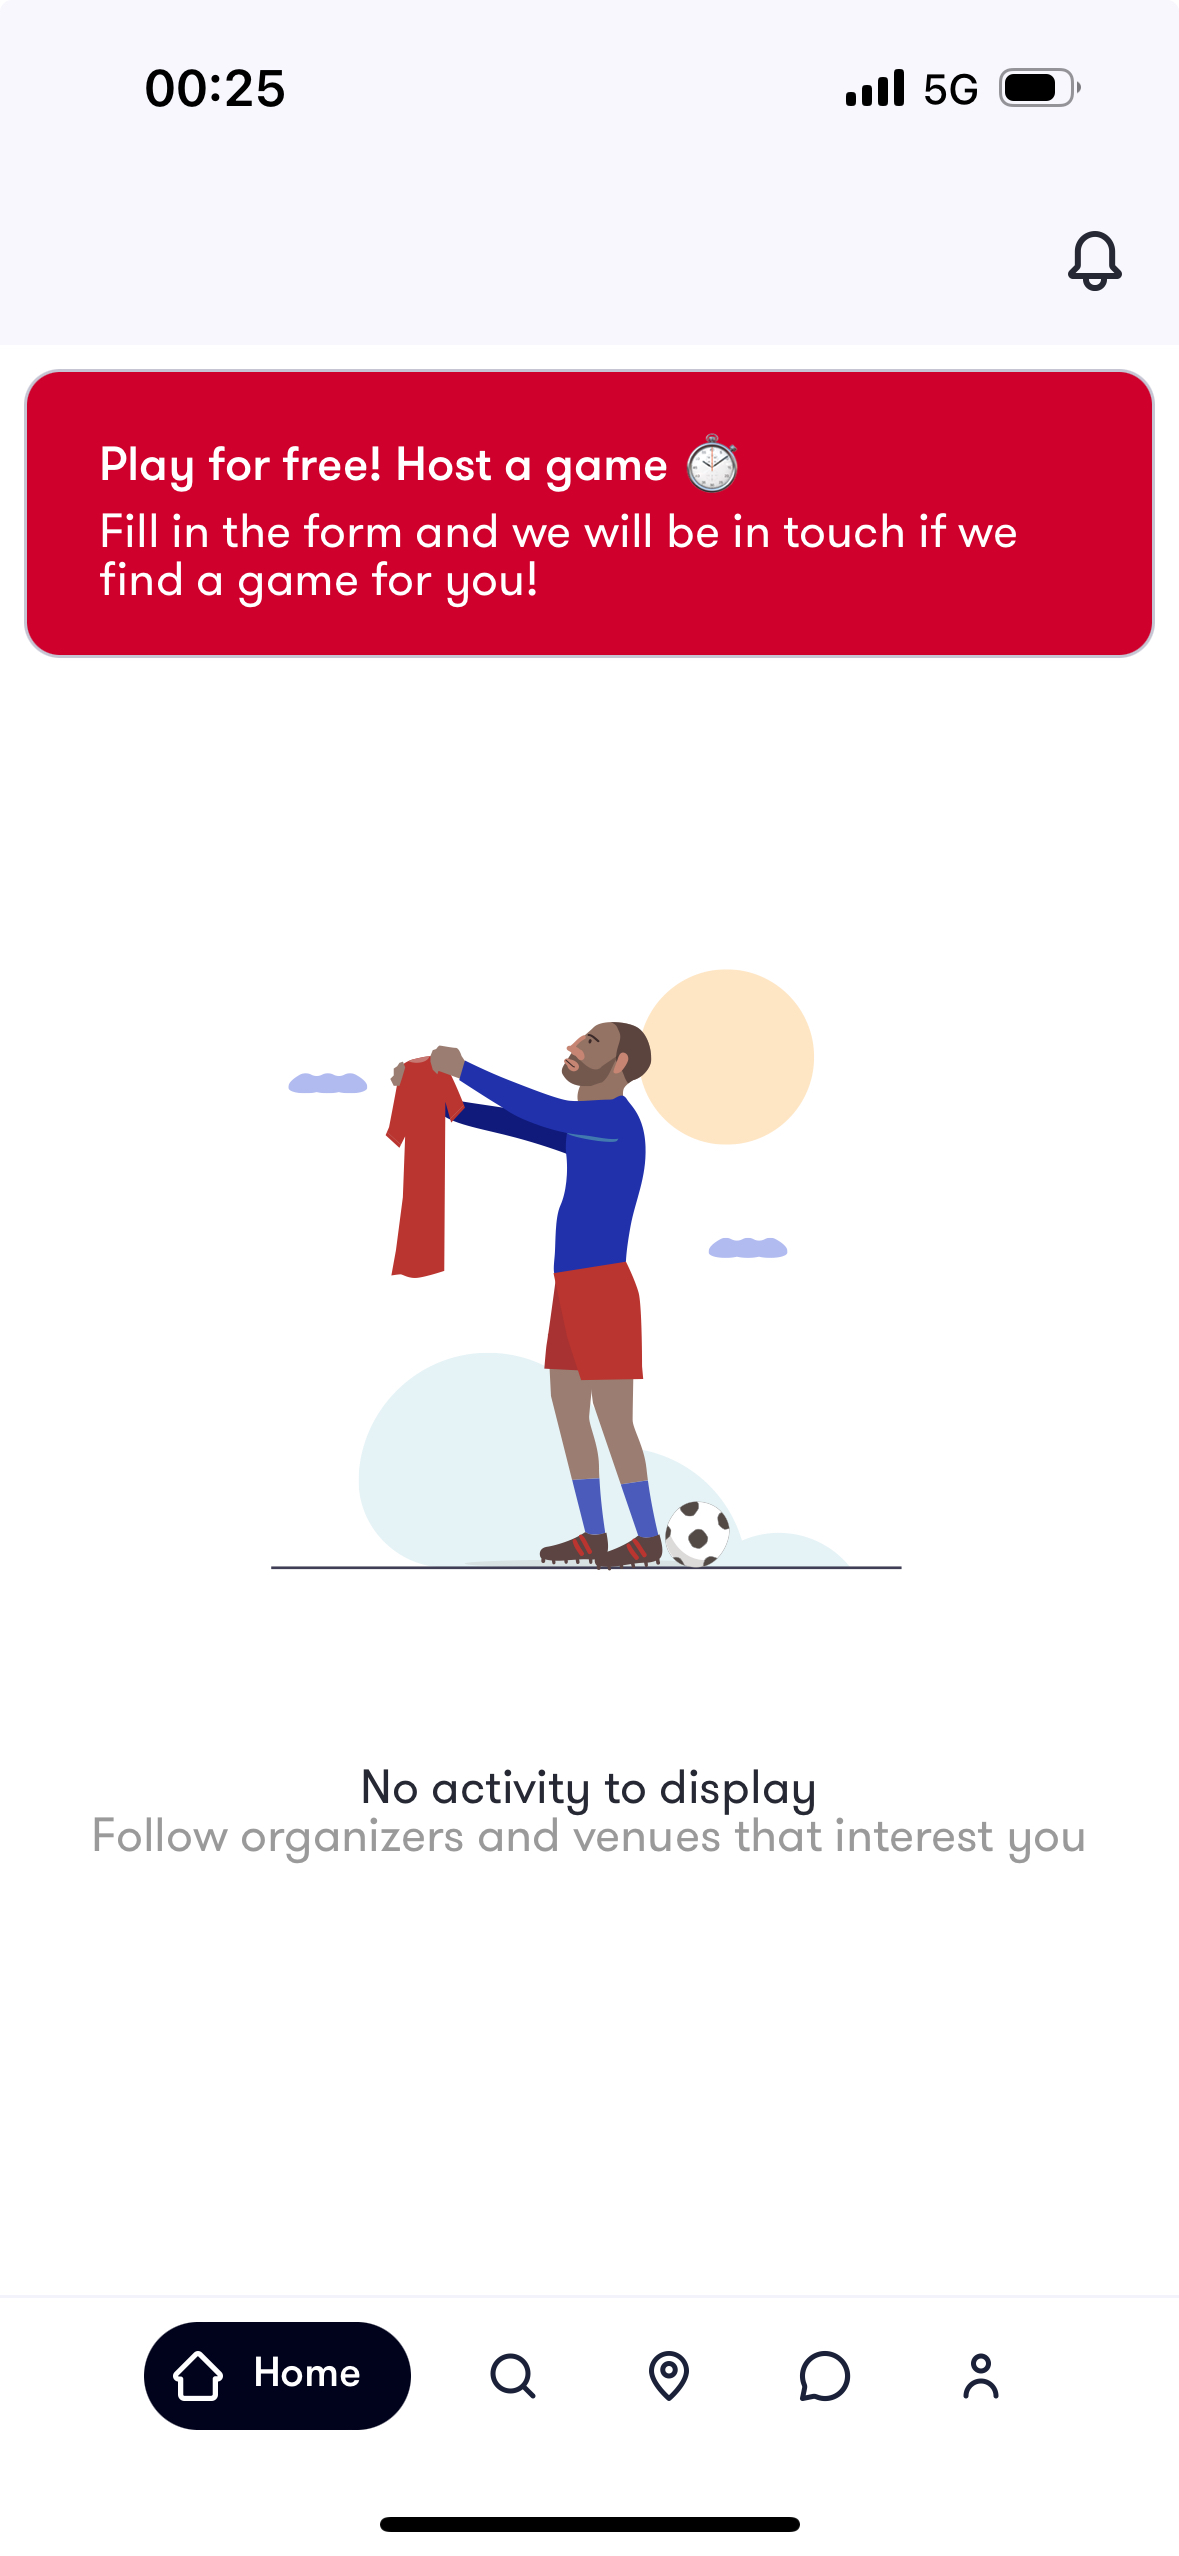 00:25
5G
Play for free! Host a game ⏱️
Fill in the form and we will be in touch if we
find a game for you!
No activity to display
Follow organizers and venues that interest you
Home